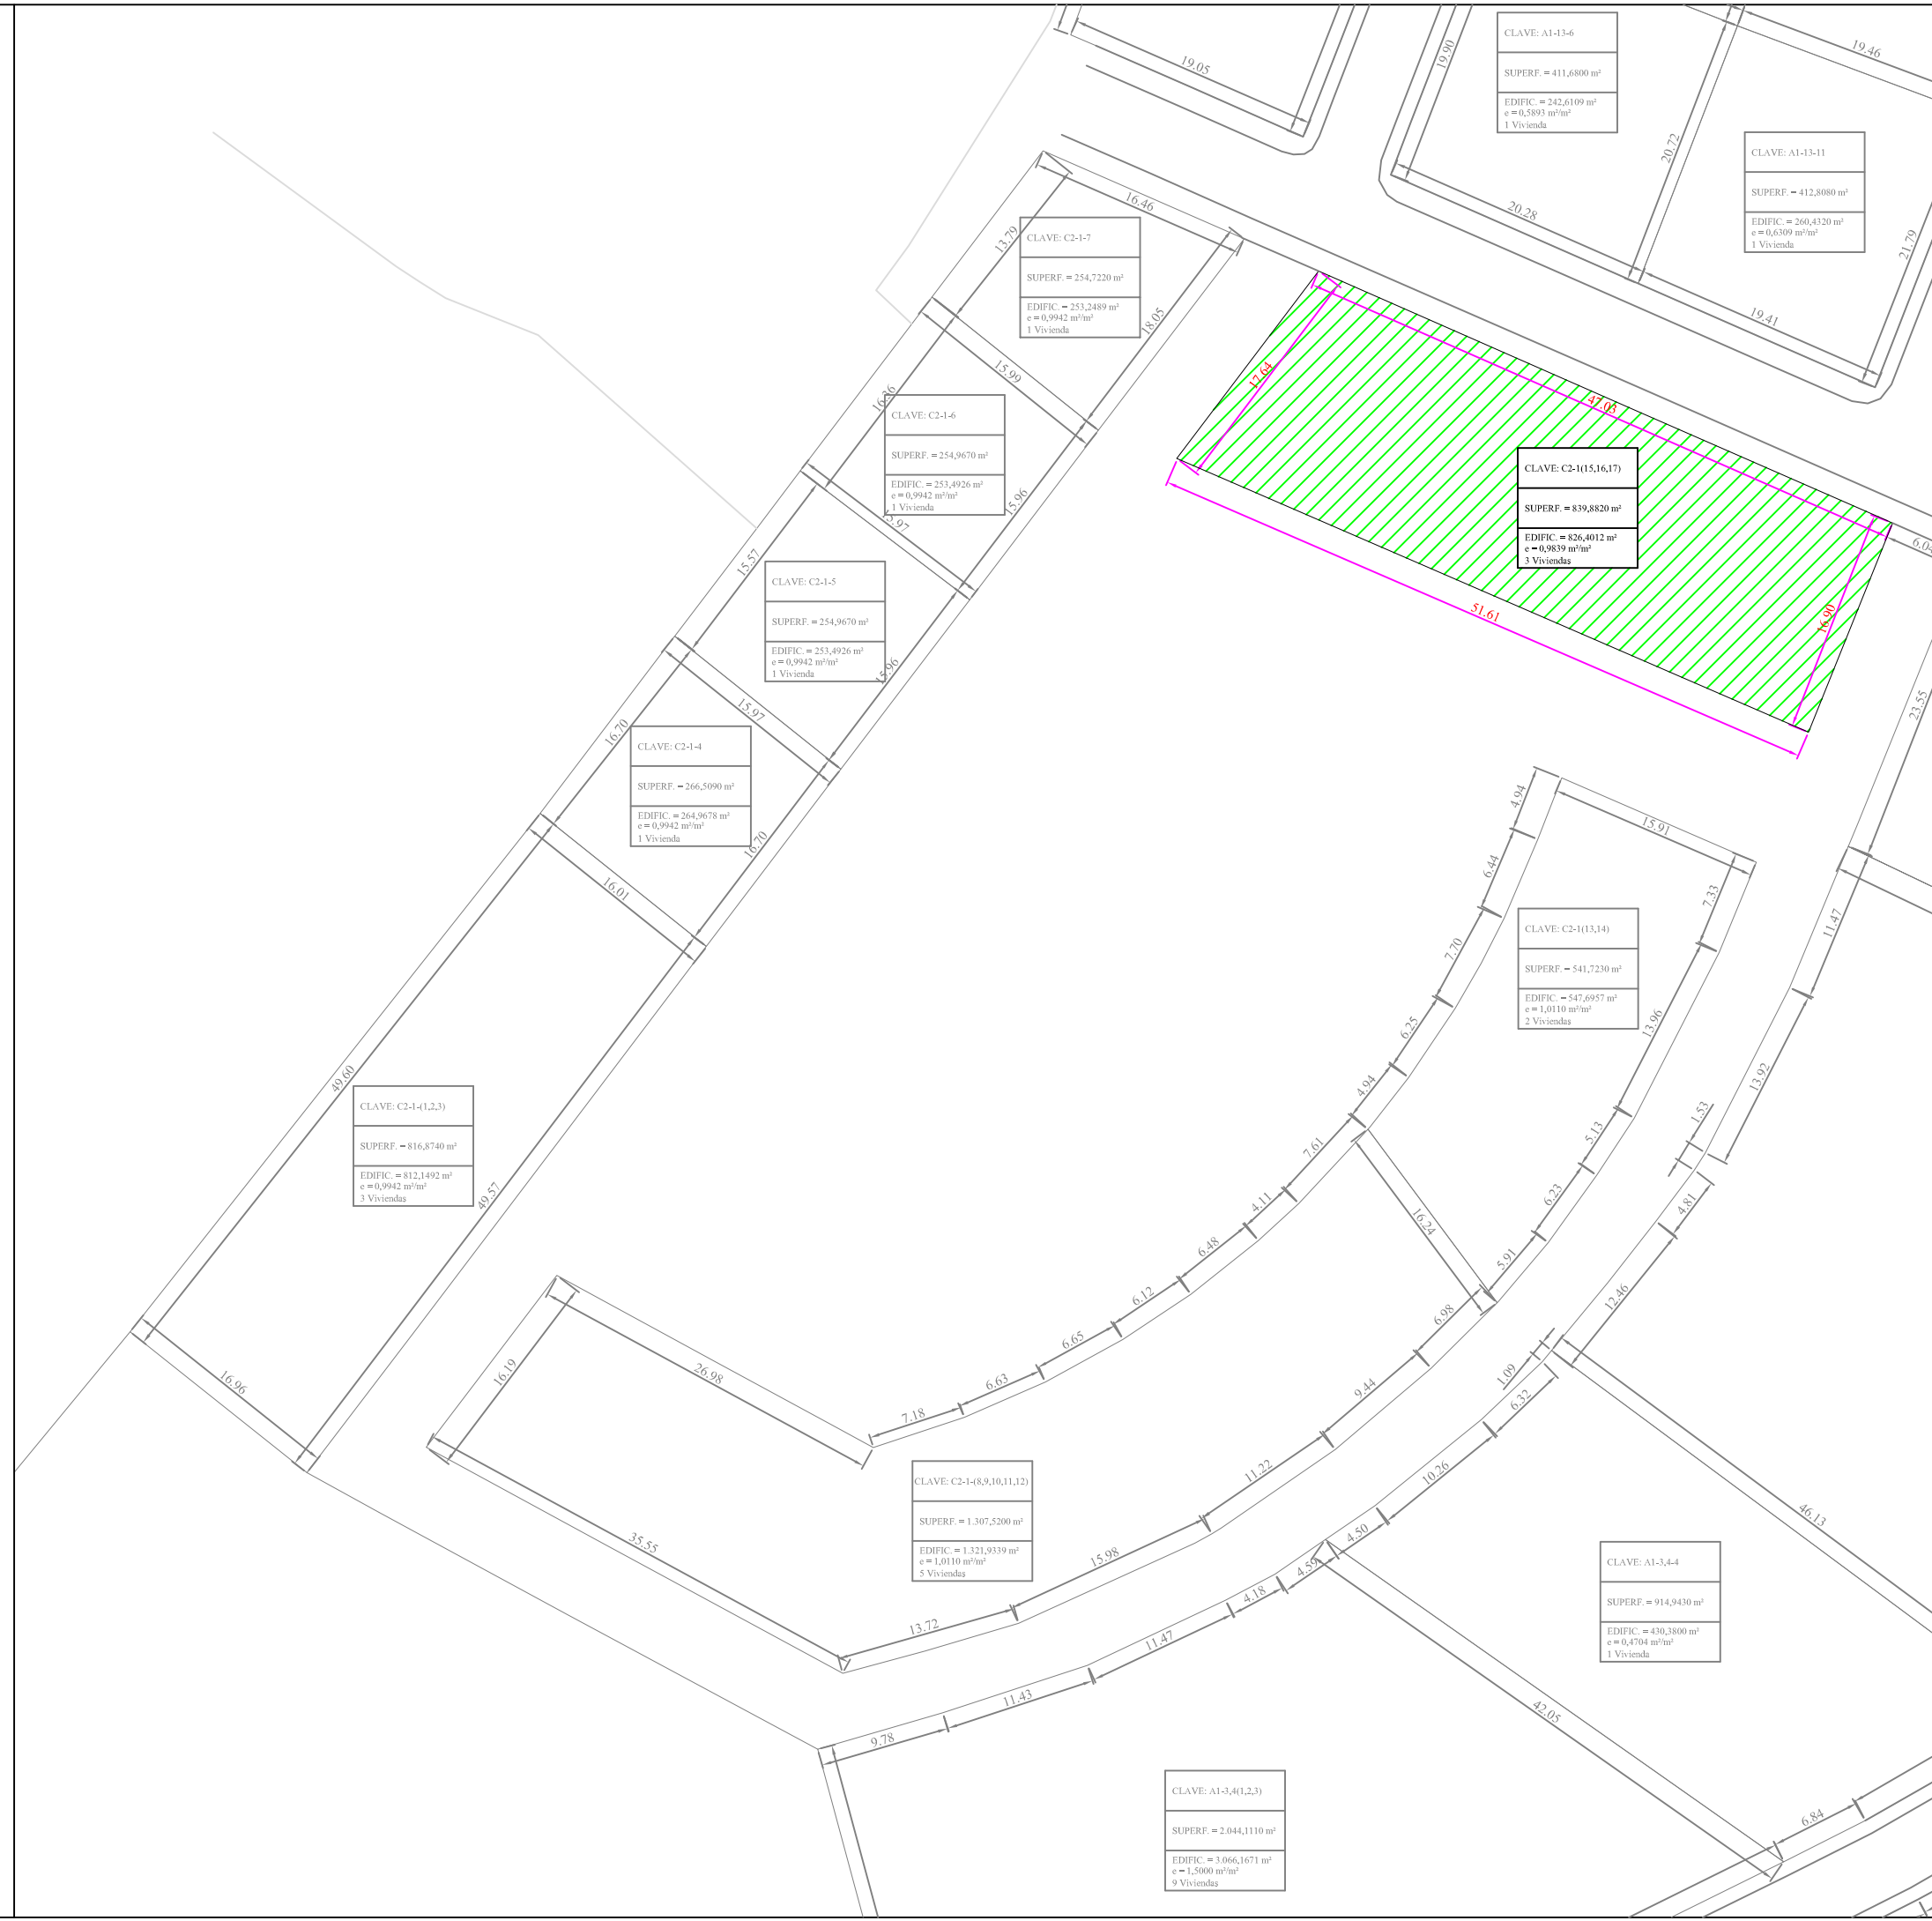 19.05
19.90
CLAVE: A1-13-6
SUPERF. = 411,6800 m²
EDIFIC. = 242,6109 m²
e = 0,5893 m²/m²
1 Vivienda
19.46
20.72
20.28
CLAVE: A1-13-11
SUPERF. = 412,8080 m²
EDIFIC. = 260,4320 m²
e = 0,6309 m²/m²
1 Vivienda
21.79
19.41
16.46
13.79
CLAVE: C2-1-7
SUPERF. = 254,7220 m²
EDIFIC. = 253,2489 m²
e = 0,9942 m²/m²
1 Vivienda
18.05
15.99
17.64
47.03
16.36
CLAVE: C2-1-6
SUPERF. = 254,9670 m²
EDIFIC. = 253,4926 m²
e = 0,9942 m²/m²
1 Vivienda
15.96
15.97
CLAVE: C2-1(15,16,17)
SUPERF. = 839,8820 m²
EDIFIC. = 826,4012 m²
e = 0,9839 m²/m²
3 Viviendas
51.61
16.90
15.57
CLAVE: C2-1-5
SUPERF. = 254,9670 m²
EDIFIC. = 253,4926 m²
e = 0,9942 m²/m²
1 Vivienda
15.96
15.97
23.55
16.70
CLAVE: C2-1-4
SUPERF. = 266,5090 m²
EDIFIC. = 264,9678 m²
e = 0,9942 m²/m²
1 Vivienda
16.70
16.01
4.94
15.91
6.44
7.33
7.70
CLAVE: C2-1(13,14)
SUPERF. = 541,7230 m²
EDIFIC. = 547,6957 m²
e = 1,0110 m²/m²
2 Viviendas
11.47
6.25
13.96
4.94
13.92
49.60
CLAVE: C2-1-(1,2,3)
SUPERF. = 816,8740 m²
EDIFIC. = 812,1492 m²
e = 0,9942 m²/m²
3 Viviendas
49.57
7.61
5.13
1.53
4.11
6.23
4.81
16.24
6.48
5.91
6.12
12.46
6.98
6.65
1.09
16.96
16.19
26.98
6.63
9.44
6.32
7.18
11.22
10.26
CLAVE: C2-1-(8,9,10,11,12)
SUPERF. = 1.307,5200 m²
EDIFIC. = 1.321,9339 m²
e = 1,0110 m²/m²
5 Viviendas
46.13
35.55
15.98
4.50
4.59
4.18
CLAVE: A1-3,4-4
SUPERF. = 914,9430 m²
EDIFIC. = 430,3800 m²
e = 0,4704 m²/m²
1 Vivienda
13.72
11.47
11.43
42.05
9.78
CLAVE: A1-3,4(1,2,3)
SUPERF. = 2.044,1110 m²
EDIFIC. = 3.066,1671 m²
e = 1,5000 m²/m²
9 Viviendas
6.84